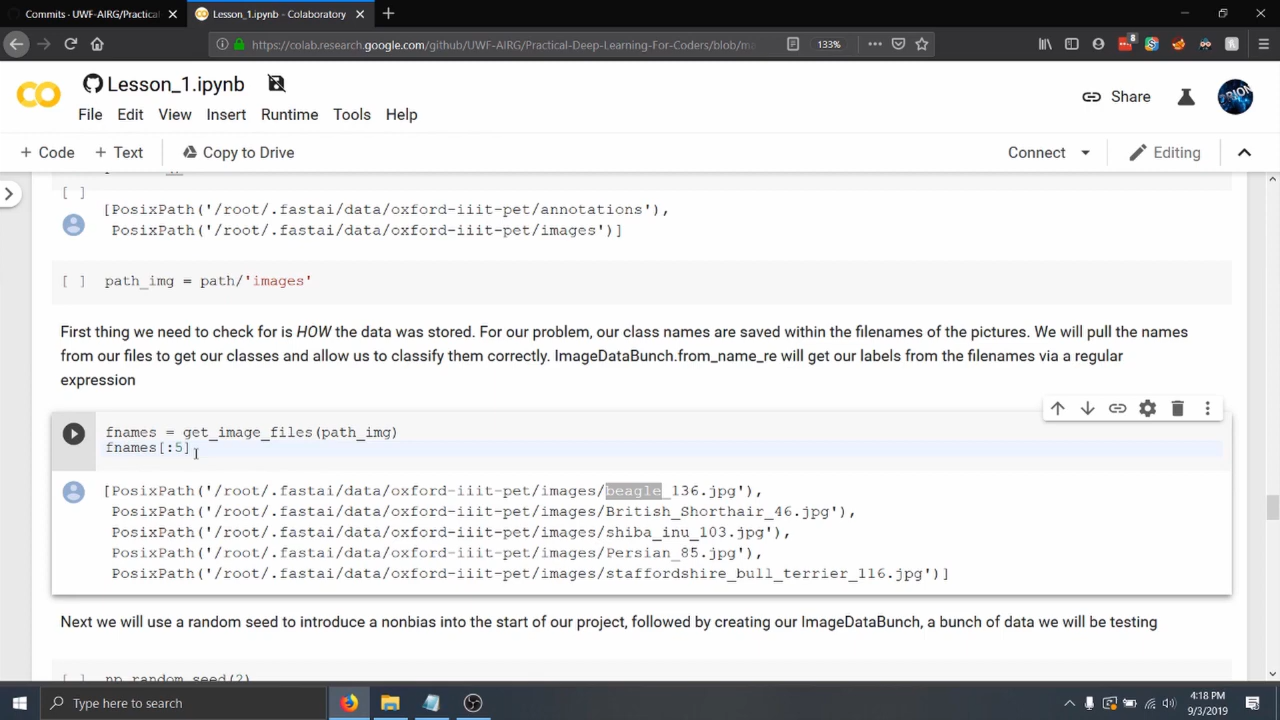 Commits - UWF-AIRG/Practical
Lesson_1.ipynb - Colaboratory
https://colab.research.google.com/github/UWF-AIRG/Practical-Deep-Learning-For-Coders/blob/ma
133%
8
Lesson_1.ipynb
Share
File Edit View Insert Runtime Tools Help
+ Code + Text Copy to Drive
Connect
Editing
[ ]
[PosixPath('/root/.fastai/data/oxford-iiit-pet/annotations'),
PosixPath('/root/.fastai/data/oxford-iiit-pet/images')]
[ ] path_img = path/'images'
First thing we need to check for is HOW the data was stored. For our problem, our class names are saved within the filenames of the pictures. We will pull the names
from our files to get our classes and allow us to classify them correctly. ImageDataBunch.from_name_re will get our labels from the filenames via a regular
expression
fnames = get_image_files(path_img)
fnames[:5]
[PosixPath('/root/.fastai/data/oxford-iiit-pet/images/beagle_136.jpg'),
PosixPath('/root/.fastai/data/oxford-iiit-pet/images/British_Shorthair_46.jpg'),
PosixPath('/root/.fastai/data/oxford-iiit-pet/images/shiba_inu_103.jpg'),
PosixPath('/root/.fastai/data/oxford-iiit-pet/images/Persian_85.jpg'),
PosixPath('/root/.fastai/data/oxford-iiit-pet/images/staffordshire_bull_terrier_116.jpg')]
Next we will use a random seed to introduce a nonbias into the start of our project, followed by creating our ImageDataBunch, a bunch of data we will be testing
np.random.seed(2)
Type here to search
4:18 PM
9/3/2019